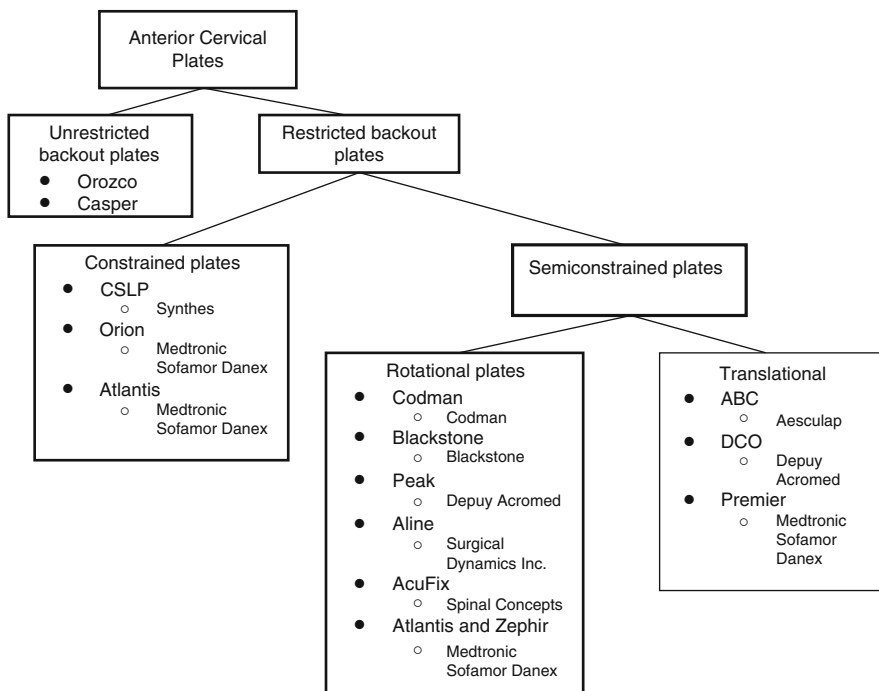 Anterior Cervical
Plates
Unrestricted
backout plates
● Orozco
● Casper
Restricted backout
plates
Constrained plates
● CSLP
○ Synthes
● Orion
○ Medtronic
Sofamor Danex
● Atlantis
○ Medtronic
Sofamor Danex
Semiconstrained plates
Rotational plates
● Codman
○ Codman
● Blackstone
○ Blackstone
● Peak
○ Depuy Acromed
● Aline
○ Surgical
Dynamics Inc.
● AcuFix
○ Spinal Concepts
● Atlantis and Zephir
○ Medtronic
Sofamor Danex
Translational
● ABC
○ Aesculap
● DCO
○ Depuy
Acromed
● Premier
○ Medtronic
Sofamor
Danex